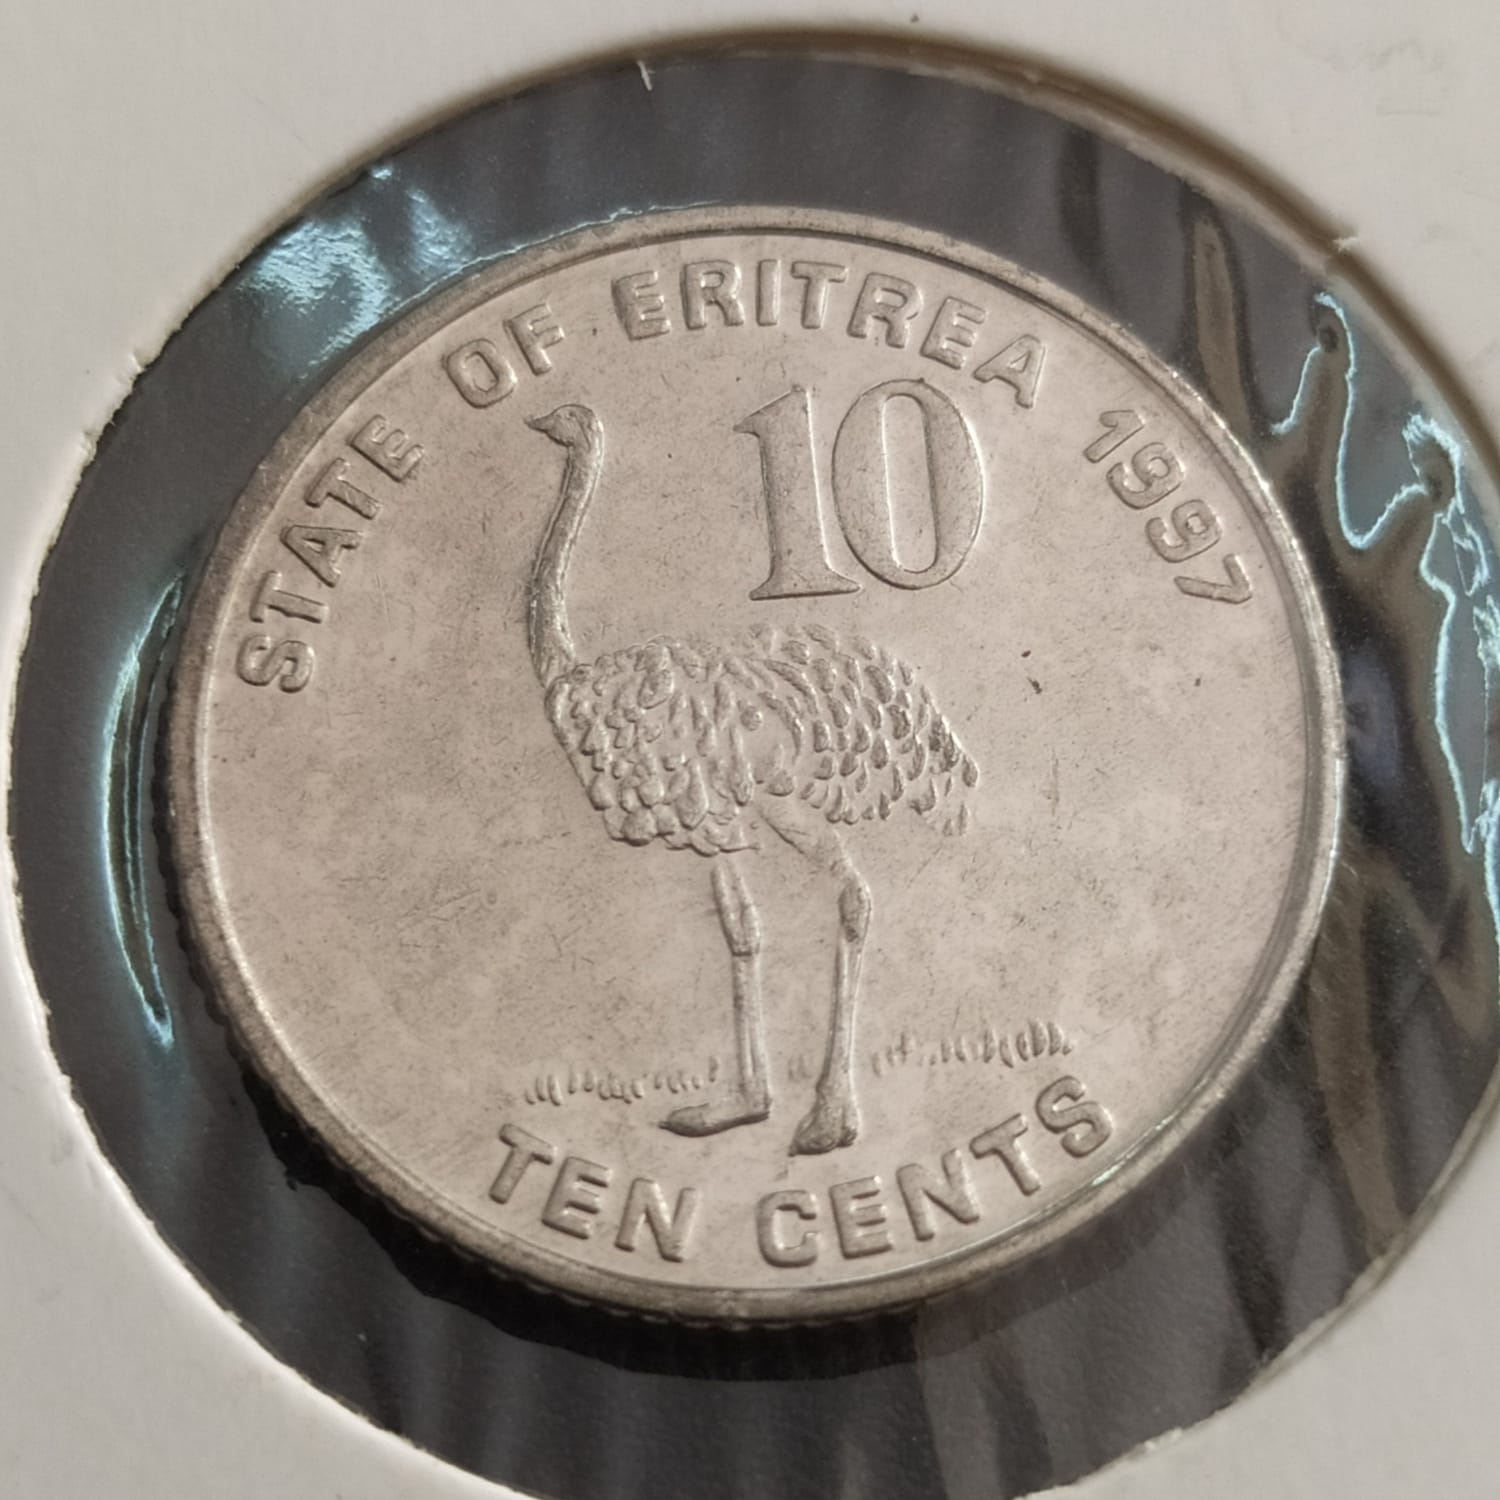 STATE OF ERITREA 1997
10
TEN CENTS